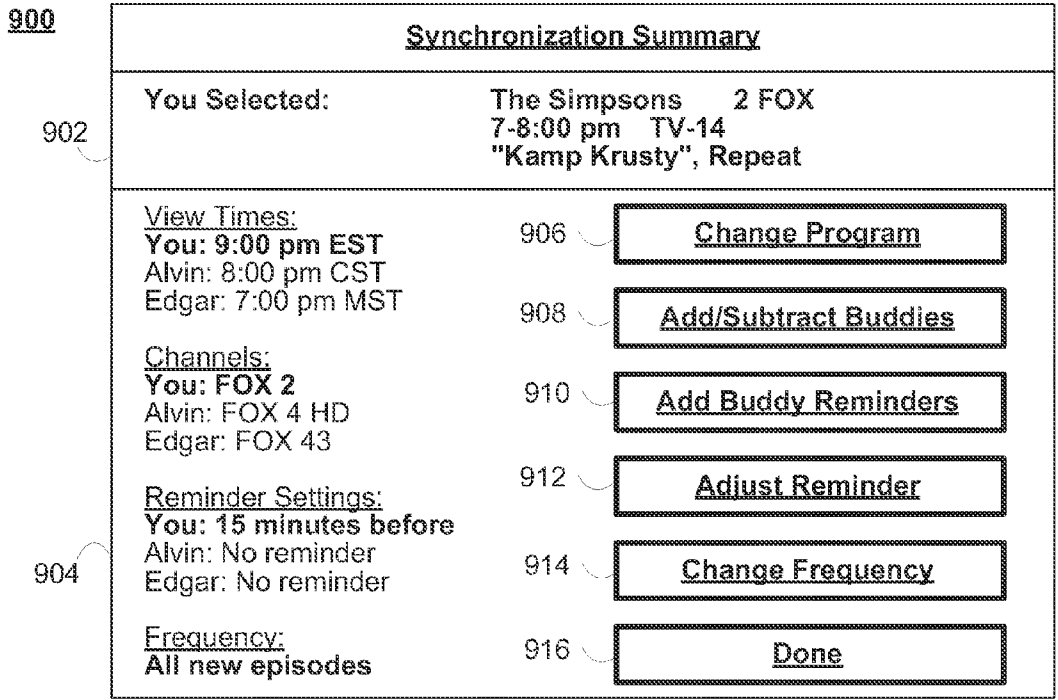 900
Synchronization Summary
You Selected: The Simpsons 2 FOX
7-8:00 pm TV-14
"Kamp Krusty", Repeat
902
View Times:
You: 9:00 pm EST
Alvin: 8:00 pm CST
Edgar: 7:00 pm MST
Channels:
You: FOX 2
Alvin: FOX 4 HD
Edgar: FOX 43
Reminder Settings:
You: 15 minutes before
Alvin: No reminder
Edgar: No reminder
904
Frequency:
All new episodes
906 Change Program
908 Add/Subtract Buddies
910 Add Buddy Reminders
912 Adjust Reminder
914 Change Frequency
916 Done